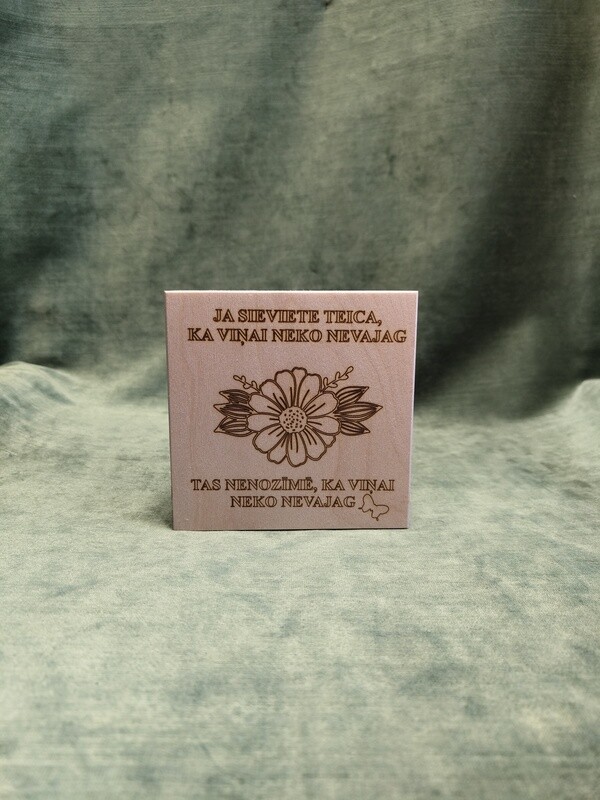 JA SIEVIETE TEICA,
KA VIŅAI NEKO NEVAJAG
TAS NENOZĪMĒ, KA VIŅAI
NEKO NEVAJAG